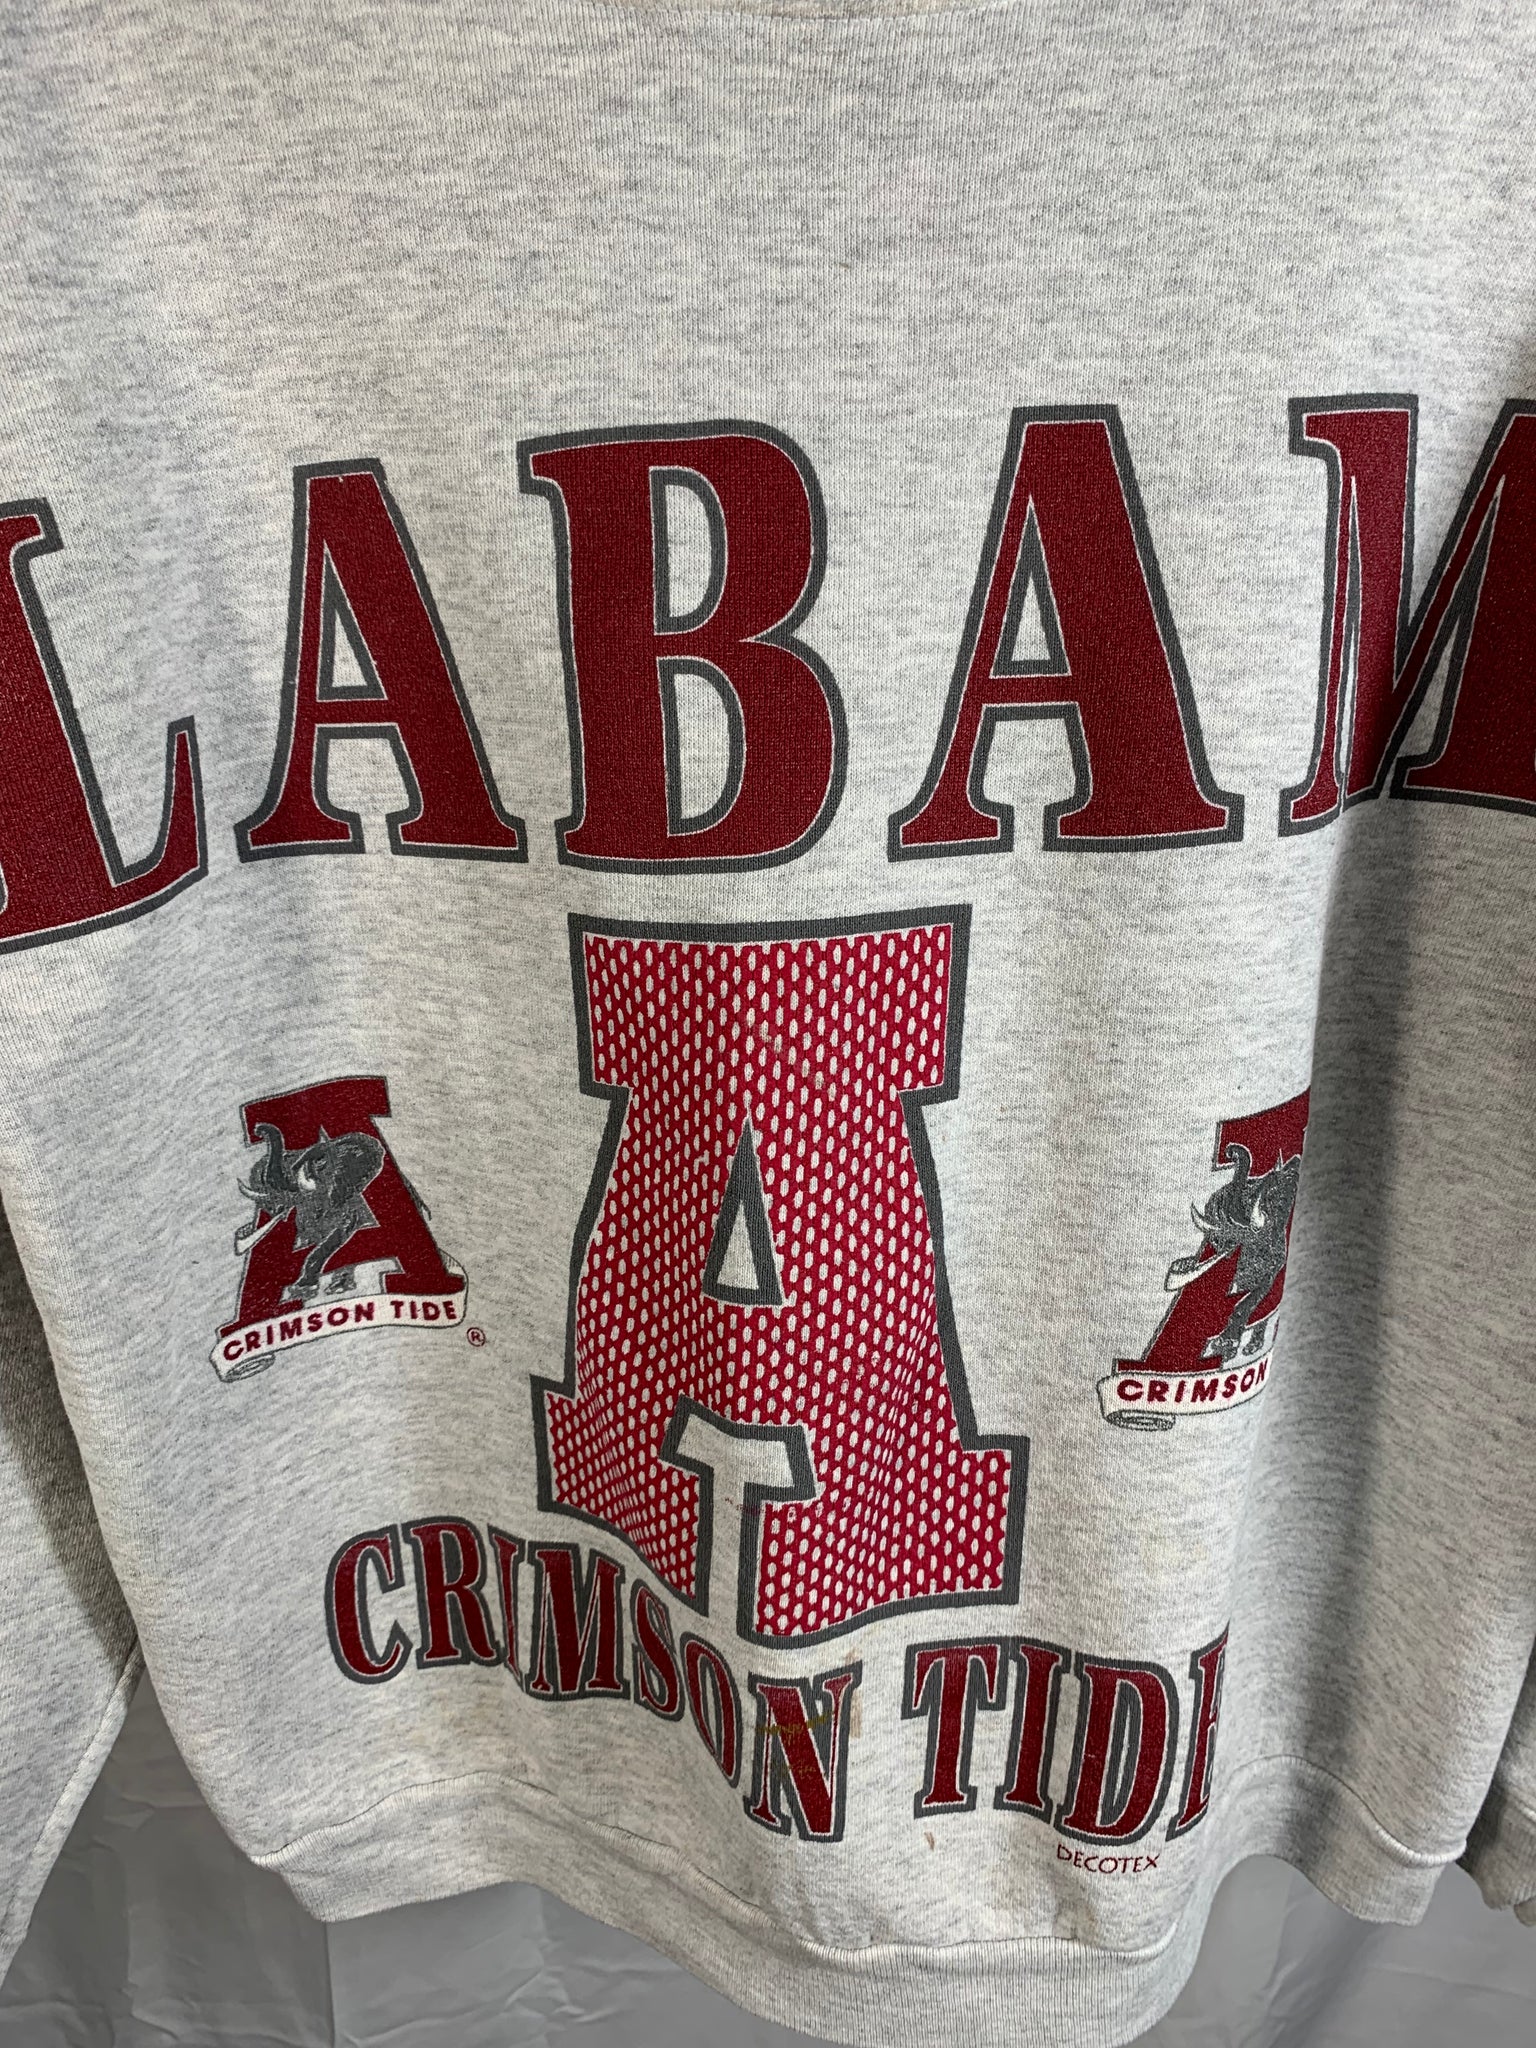 LABAM
A
CRIMSON TIDE ®
CRIMSON
CRIMSON TIDE
DECOTEX